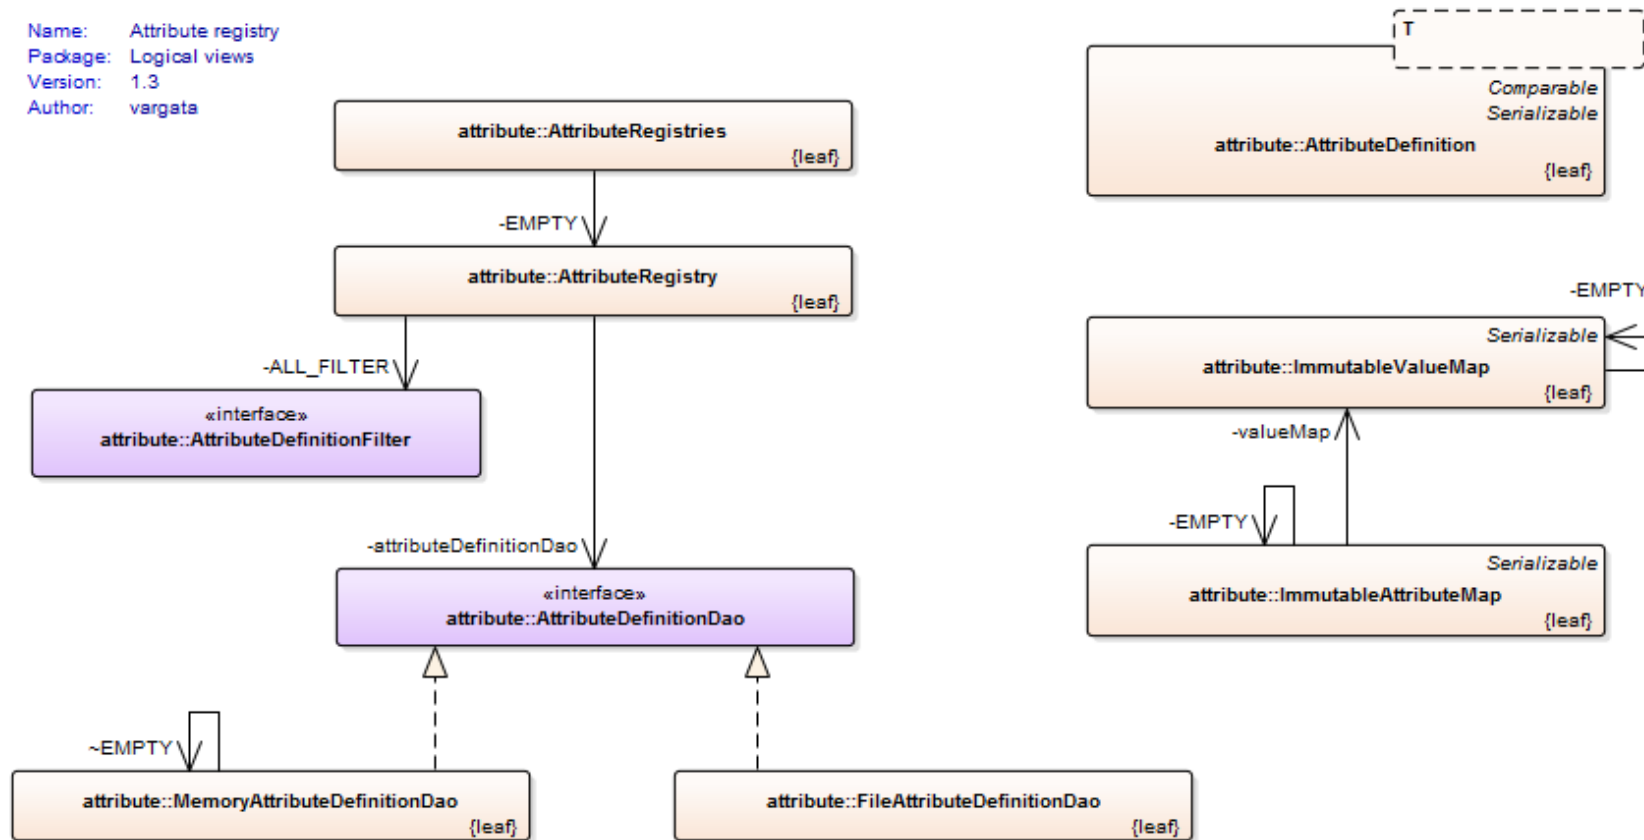 Name: Attribute registry
Package: Logical views
Version: 1.3
Author: vargata
attribute::AttributeRegistries
{leaf}
-EMPTY
attribute::AttributeRegistry
{leaf}
-ALL_FILTER
«interface»
attribute::AttributeDefinitionFilter
-attributeDefinitionDao
«interface»
attribute::AttributeDefinitionDao
~EMPTY
attribute::MemoryAttributeDefinitionDao
{leaf}
attribute::FileAttributeDefinitionDao
{leaf}
T
Comparable
Serializable
attribute::AttributeDefinition
{leaf}
-EMPTY
Serializable
attribute::ImmutableValueMap
{leaf}
-valueMap
-EMPTY
Serializable
attribute::ImmutableAttributeMap
{leaf}